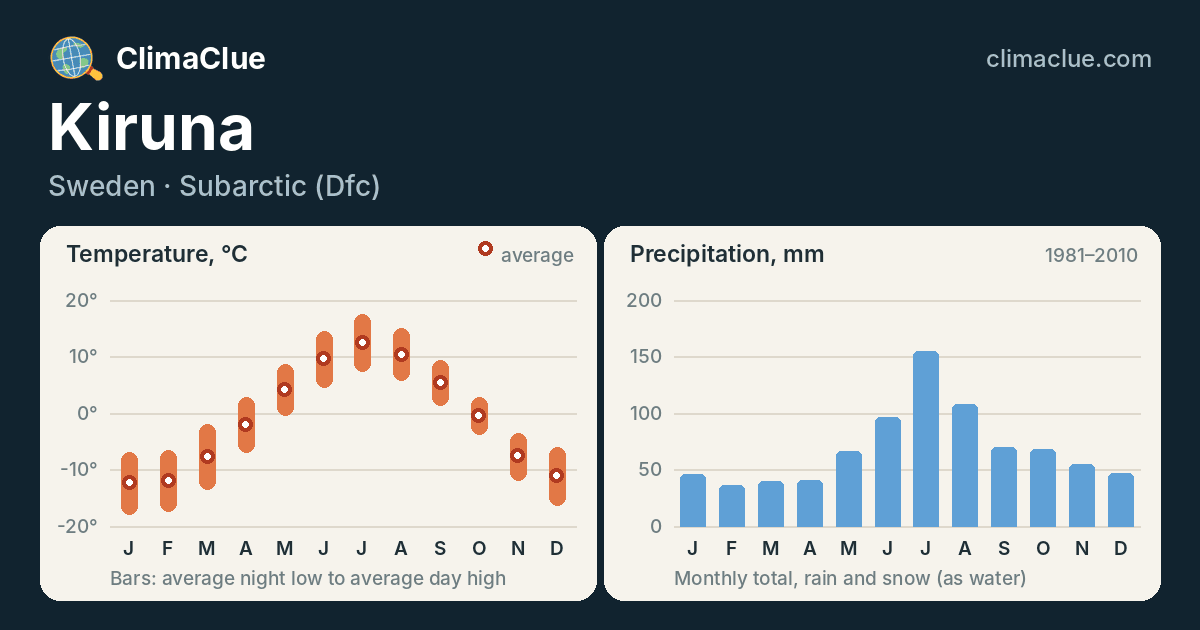 ClimaClue
climaclue.com
Kiruna
Sweden · Subarctic (Dfc)
Temperature, °C
average
20°
10°
0°
-10°
-20°
J F M A M J J A S O N D
Bars: average night low to average day high
Precipitation, mm
1981–2010
200
150
100
50
0
J F M A M J J A S O N D
Monthly total, rain and snow (as water)